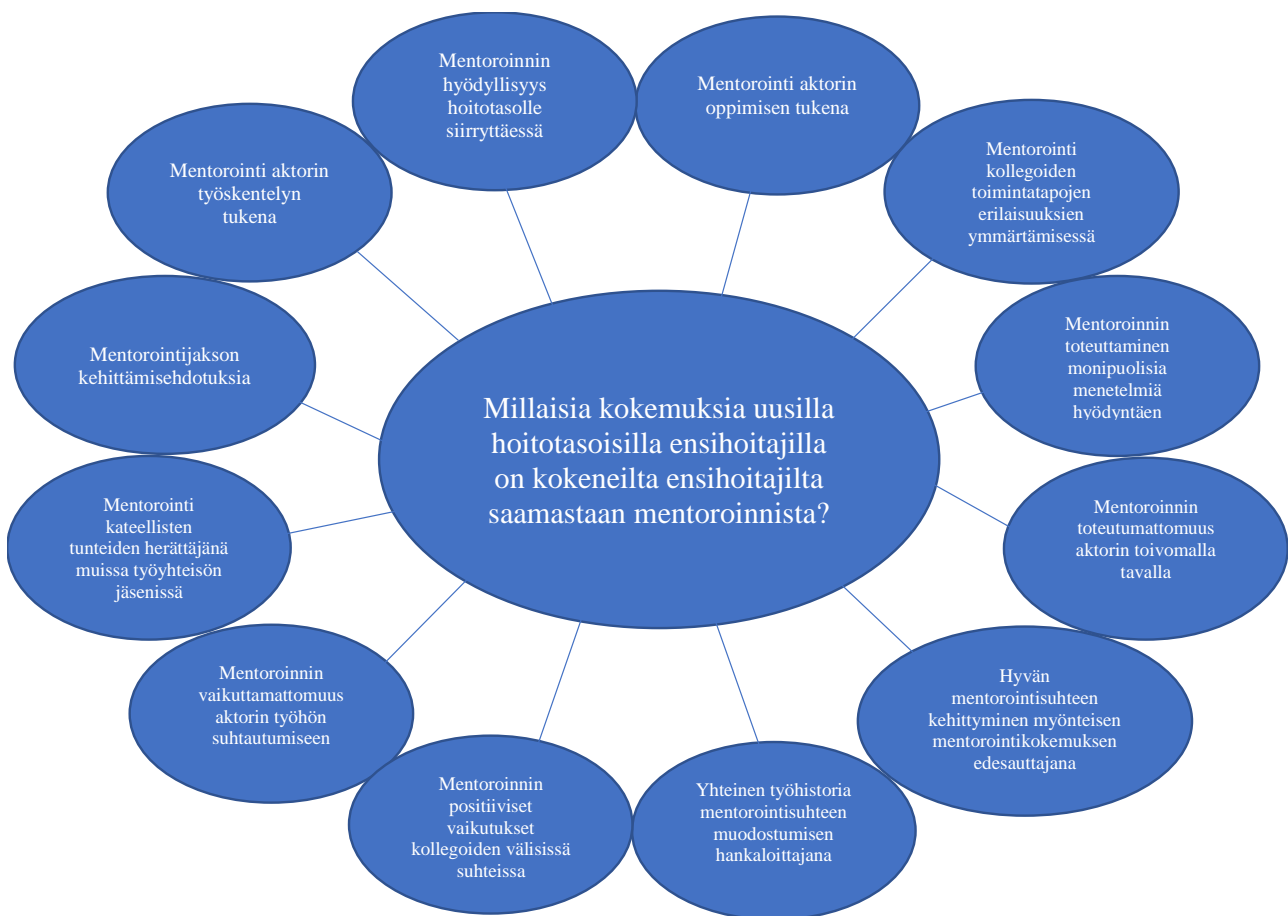 Mentoroinnin
hyödyllisyys
hoitotasolle
siirryttäessä
Mentorointi aktorin
oppimisen tukena
Mentorointi
kollegoiden
toimintatapojen
erilaisuuksien
ymmärtämisessä
Mentoroinnin
toteuttaminen
monipuolisia
menetelmiä
hyödyntäen
Mentoroinnin
toteutumattomuus
aktorin toivomalla
tavalla
Hyvän
mentorointisuhteen
kehittyminen myönteisen
mentorointikokemuksen
edesauttajana
Yhteinen työhistoria
mentorointisuhteen
muodostumisen
hankaloittajana
Mentoroinnin
positiiviset
vaikutukset
kollegoiden välisissä
suhteissa
Mentoroinnin
vaikuttamattomuus
aktorin työhön
suhtautumiseen
Mentorointi
kateellisten
tunteiden herättäjänä
muissa työyhteisön
jäsenissä
Mentorointijakson
kehittämisehdotuksia
Mentorointi aktorin
työskentelyn
tukena
Millaisia kokemuksia uusilla
hoitotasoisilla ensihoitajilla
on kokeneilta ensihoitajilta
saamastaan mentoroinnista?